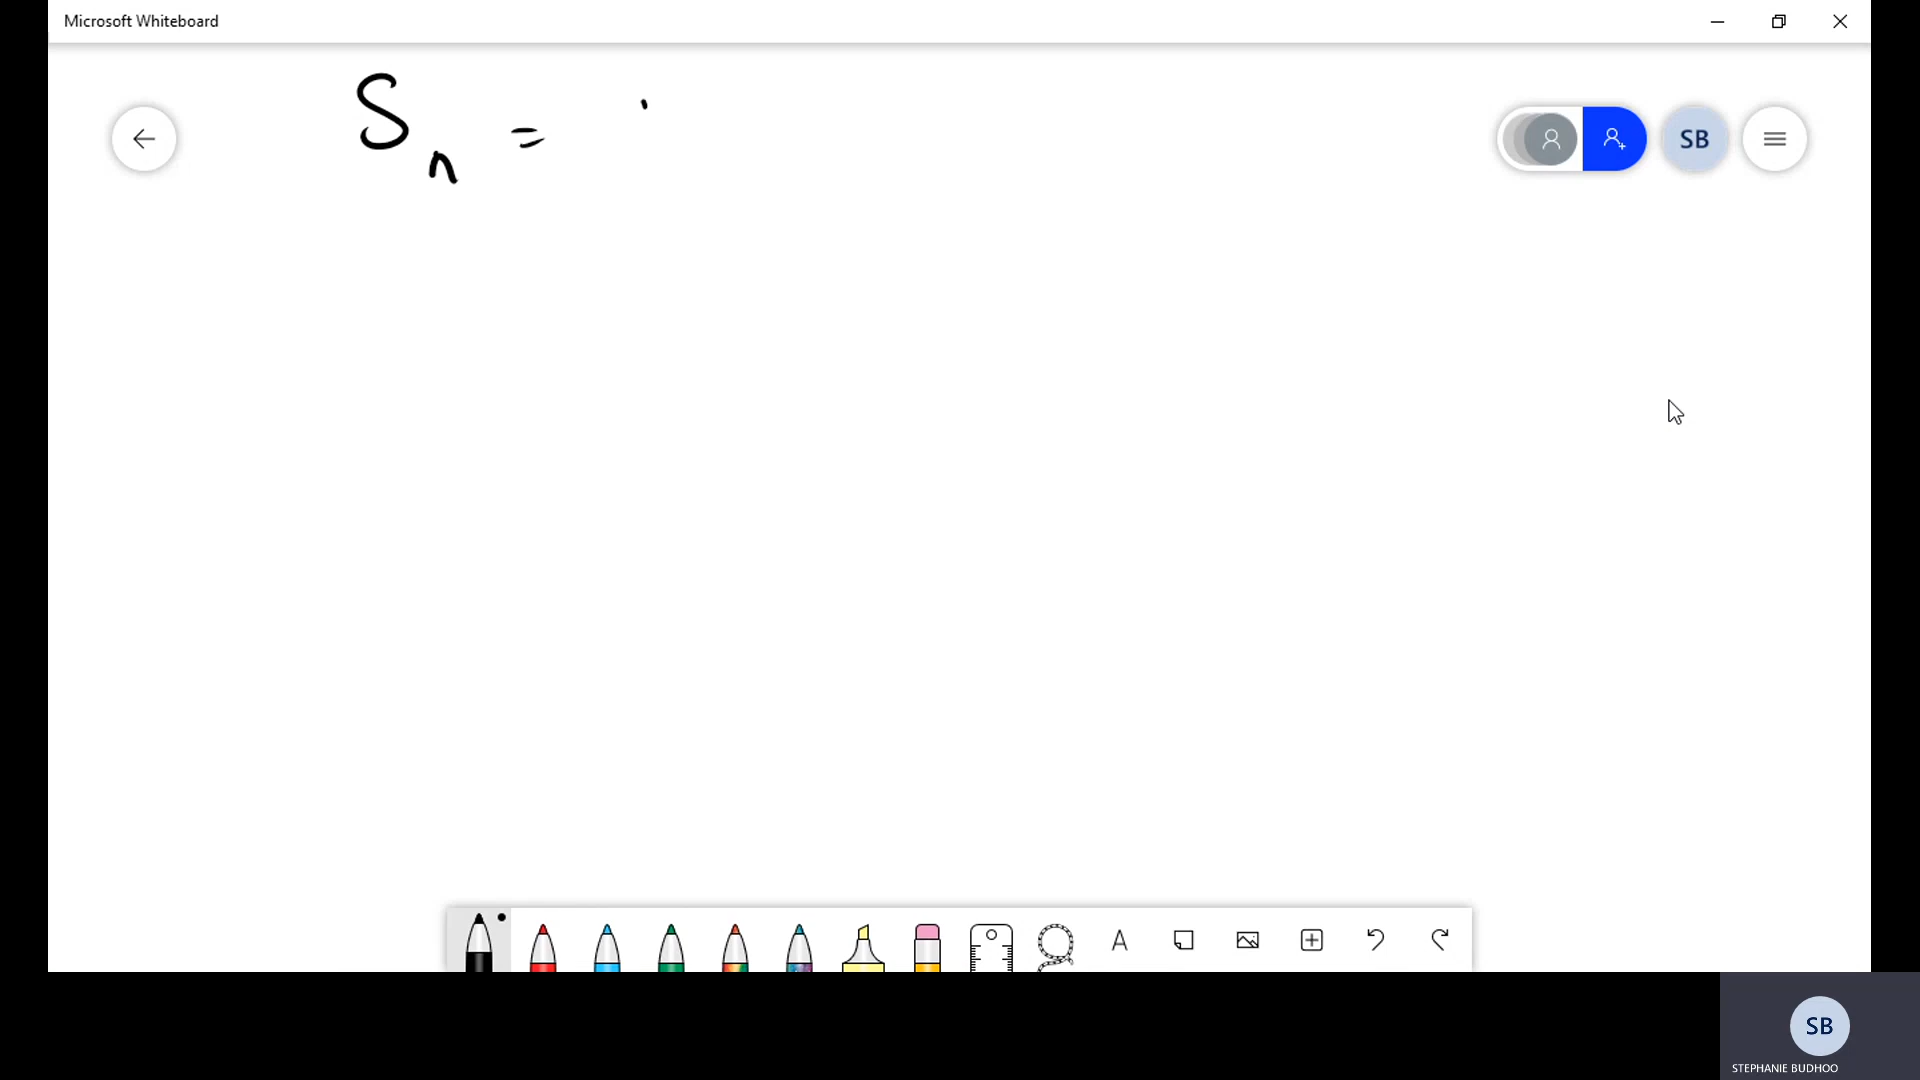 Microsoft Whiteboard
Sₙ =
SB
A
SB
STEPHANIE BUDHOO